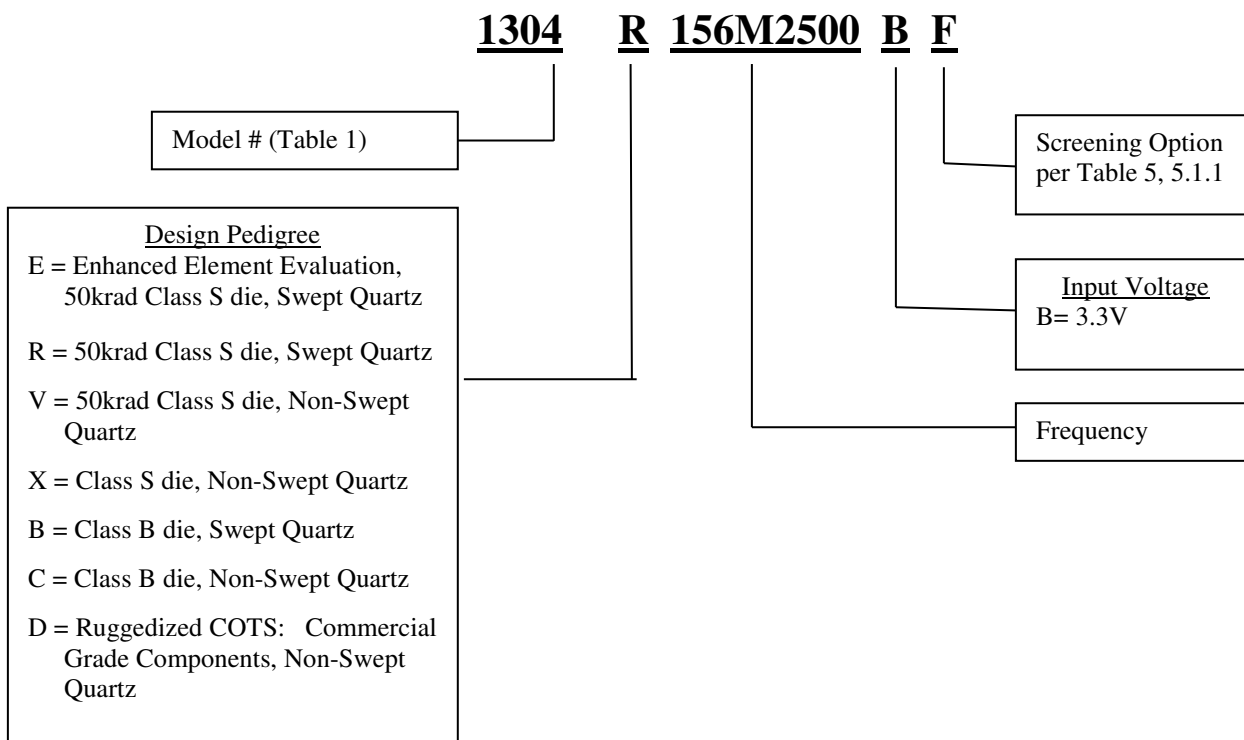 1304 R 156M2500 B F
Model # (Table 1)
Screening Option
per Table 5, 5.1.1
Design Pedigree
E = Enhanced Element Evaluation,
50krad Class S die, Swept Quartz
R = 50krad Class S die, Swept Quartz
V = 50krad Class S die, Non-Swept
Quartz
X = Class S die, Non-Swept Quartz
B = Class B die, Swept Quartz
C = Class B die, Non-Swept Quartz
D = Ruggedized COTS: Commercial
Grade Components, Non-Swept
Quartz
Input Voltage
B= 3.3V
Frequency